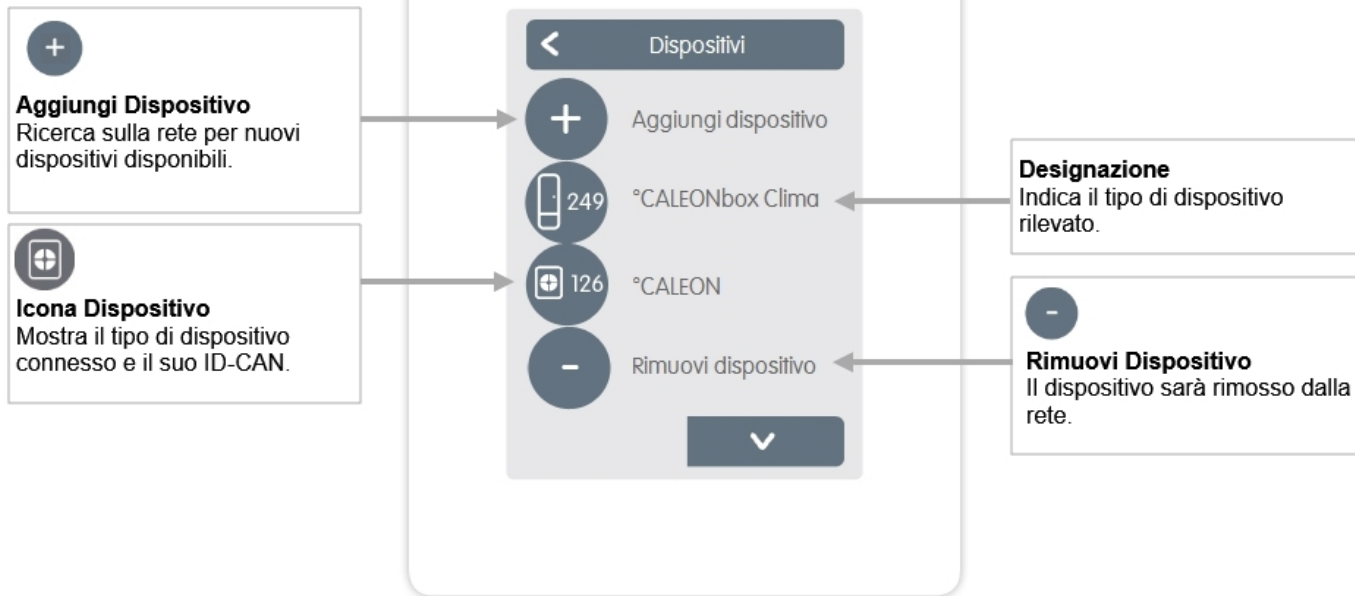 +
Aggiungi Dispositivo
Ricerca sulla rete per nuovi
dispositivi disponibili.
Icona Dispositivo
Mostra il tipo di dispositivo
connesso e il suo ID-CAN.
Dispositivi
+
Aggiungi dispositivo
249
°CALEONbox Clima
126
°CALEON
-
Rimuovi dispositivo
Designazione
Indica il tipo di dispositivo
rilevato.
-
Rimuovi Dispositivo
Il dispositivo sarà rimosso dalla
rete.